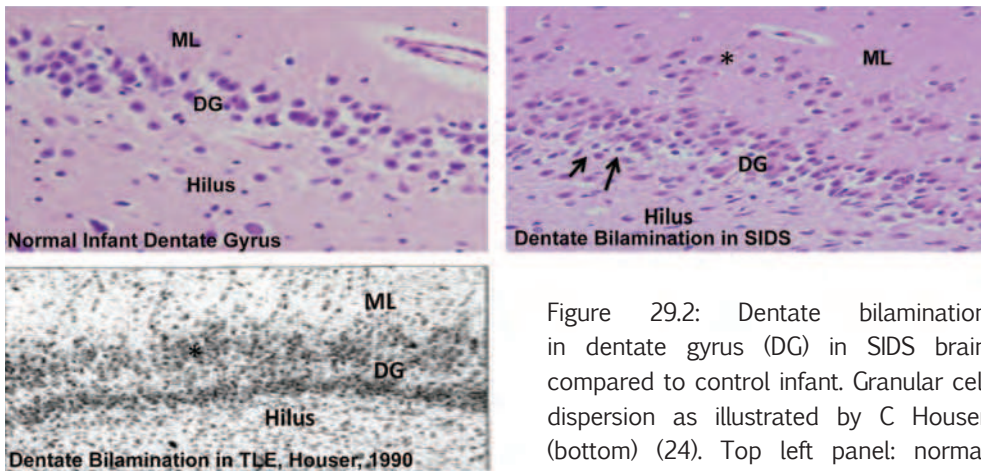 ML
DG
Hilus
Normal Infant Dentate Gyrus
*
ML
DG
Hilus
Dentate Bilamination in SIDS
ML
*
DG
Hilus
Dentate Bilamination in TLE, Houser, 1990
Figure 29.2: Dentate bilamination
in dentate gyrus (DG) in SIDS brain
compared to control infant. Granular cel
dispersion as illustrated by C Houser
(bottom) (24). Top left panel: norma